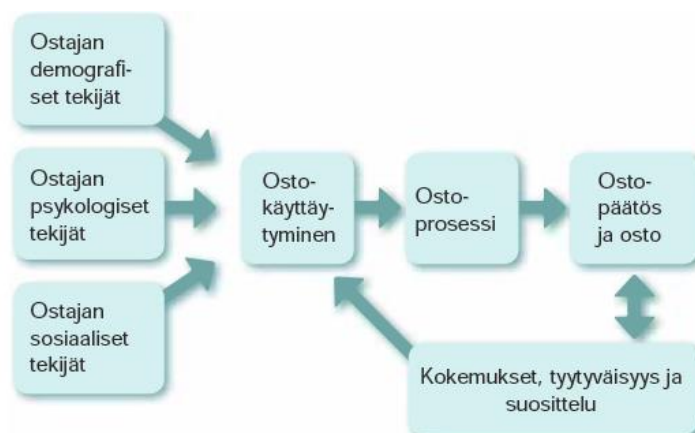 Ostajan
demografi-
set tekijät
Ostajan
psykologiset
tekijät
Ostajan
sosiaaliset
tekijät
Osto-
käyttäy-
tyminen
Osto-
prosessi
Osto-
päätös
ja osto
Kokemukset, tyytyväisyys ja
suosittelu